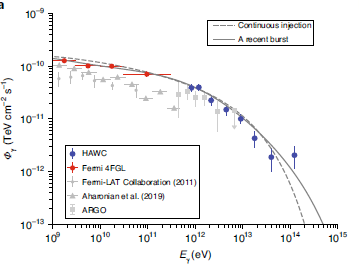 a
10⁻⁹
Continuous injection
A recent burst
10⁻¹⁰
10⁻¹¹
10⁻¹²
10⁻¹³
Φγ (TeV cm⁻² s⁻¹)
HAWC
Fermi 4FGL
Fermi-LAT Collaboration (2011)
Aharonian et al. (2019)
ARGO
10⁹ 10¹⁰ 10¹¹ 10¹² 10¹³ 10¹⁴ 10¹⁵
Eγ (eV)